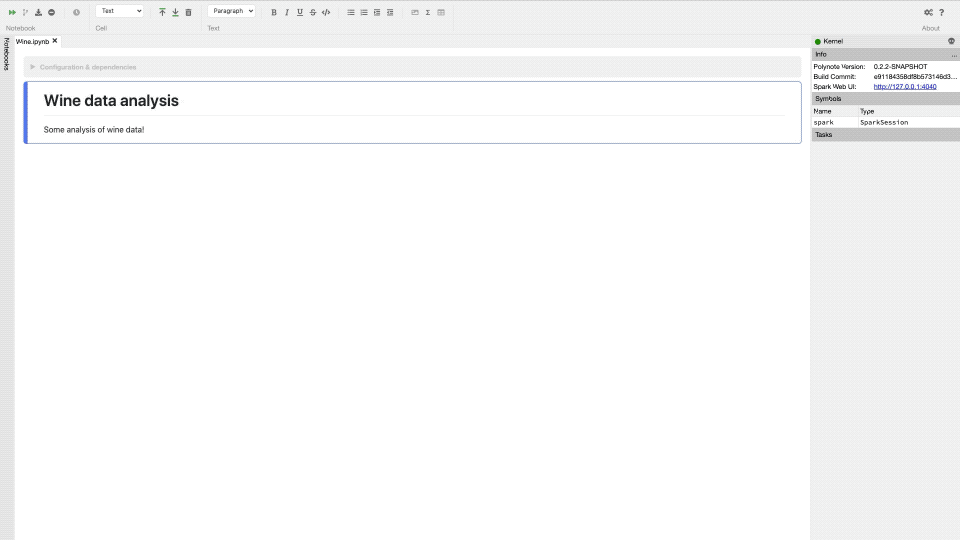 Text
Paragraph
B I U S </> Σ
?
Notebook
Cell
Text
About
Notebooks
Wine.ipynb ×
Configuration & dependencies
Wine data analysis
Some analysis of wine data!
Kernel
Info ...
Polynote Version: 0.2.2-SNAPSHOT
Build Commit: e91184358df8b573146d3...
Spark Web UI: http://127.0.0.1:4040
Symbols
Name Type
spark SparkSession
Tasks